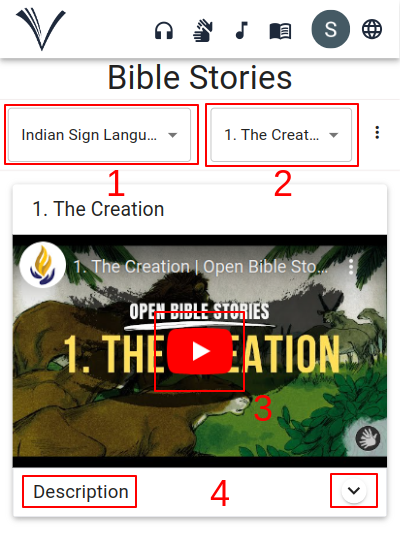 S
Bible Stories
Indian Sign Langu...
1. The Creat...
1
2
1. The Creation
1. The Creation | Open Bible Sto...
OPEN BIBLE STORIES
1. THE CREATION
3
Description
4